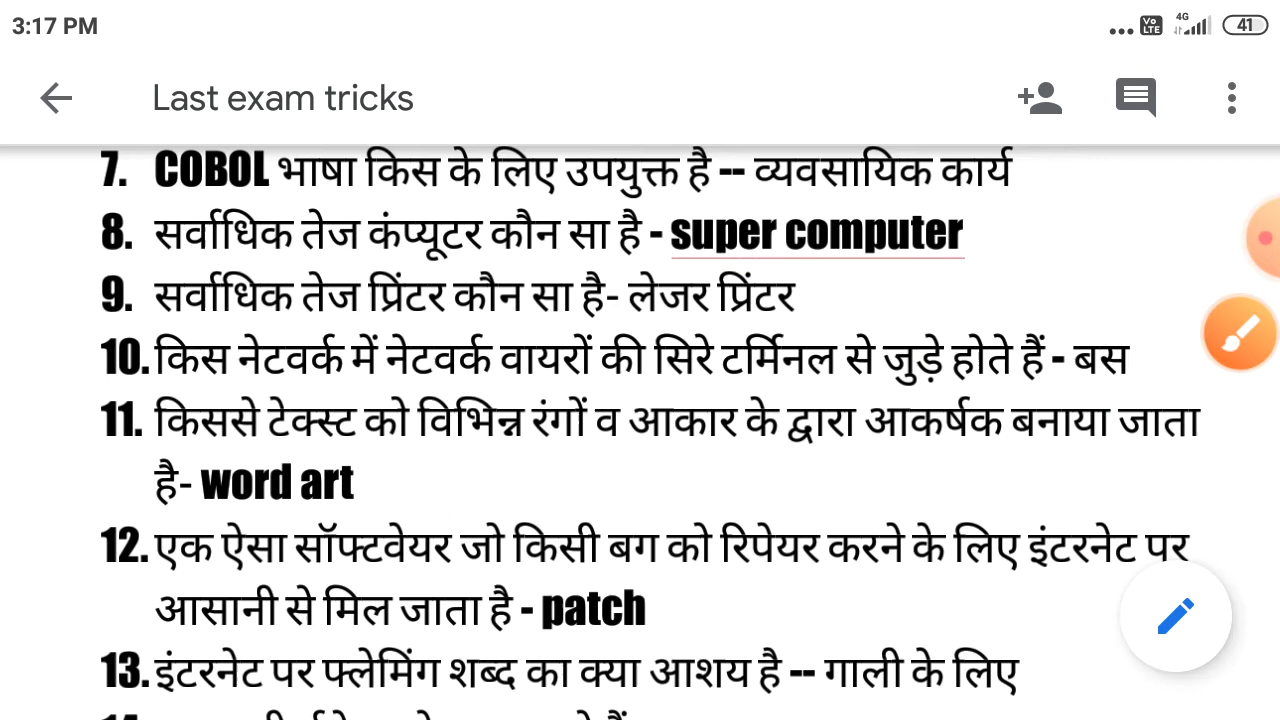 3:17 PM
Vo LTE 4G 41
Last exam tricks
7. COBOL भाषा किस के लिए उपयुक्त है -- व्यवसायिक कार्य
8. सर्वाधिक तेज कंप्यूटर कौन सा है - super computer
9. सर्वाधिक तेज प्रिंटर कौन सा है- लेजर प्रिंटर
10. किस नेटवर्क में नेटवर्क वायरों की सिरे टर्मिनल से जुड़े होते हैं - बस
11. किससे टेक्स्ट को विभिन्न रंगों व आकार के द्वारा आकर्षक बनाया जाता
है- word art
12. एक ऐसा सॉफ्टवेयर जो किसी बग को रिपेयर करने के लिए इंटरनेट पर
आसानी से मिल जाता है - patch
13. इंटरनेट पर फ्लेमिंग शब्द का क्या आशय है -- गाली के लिए